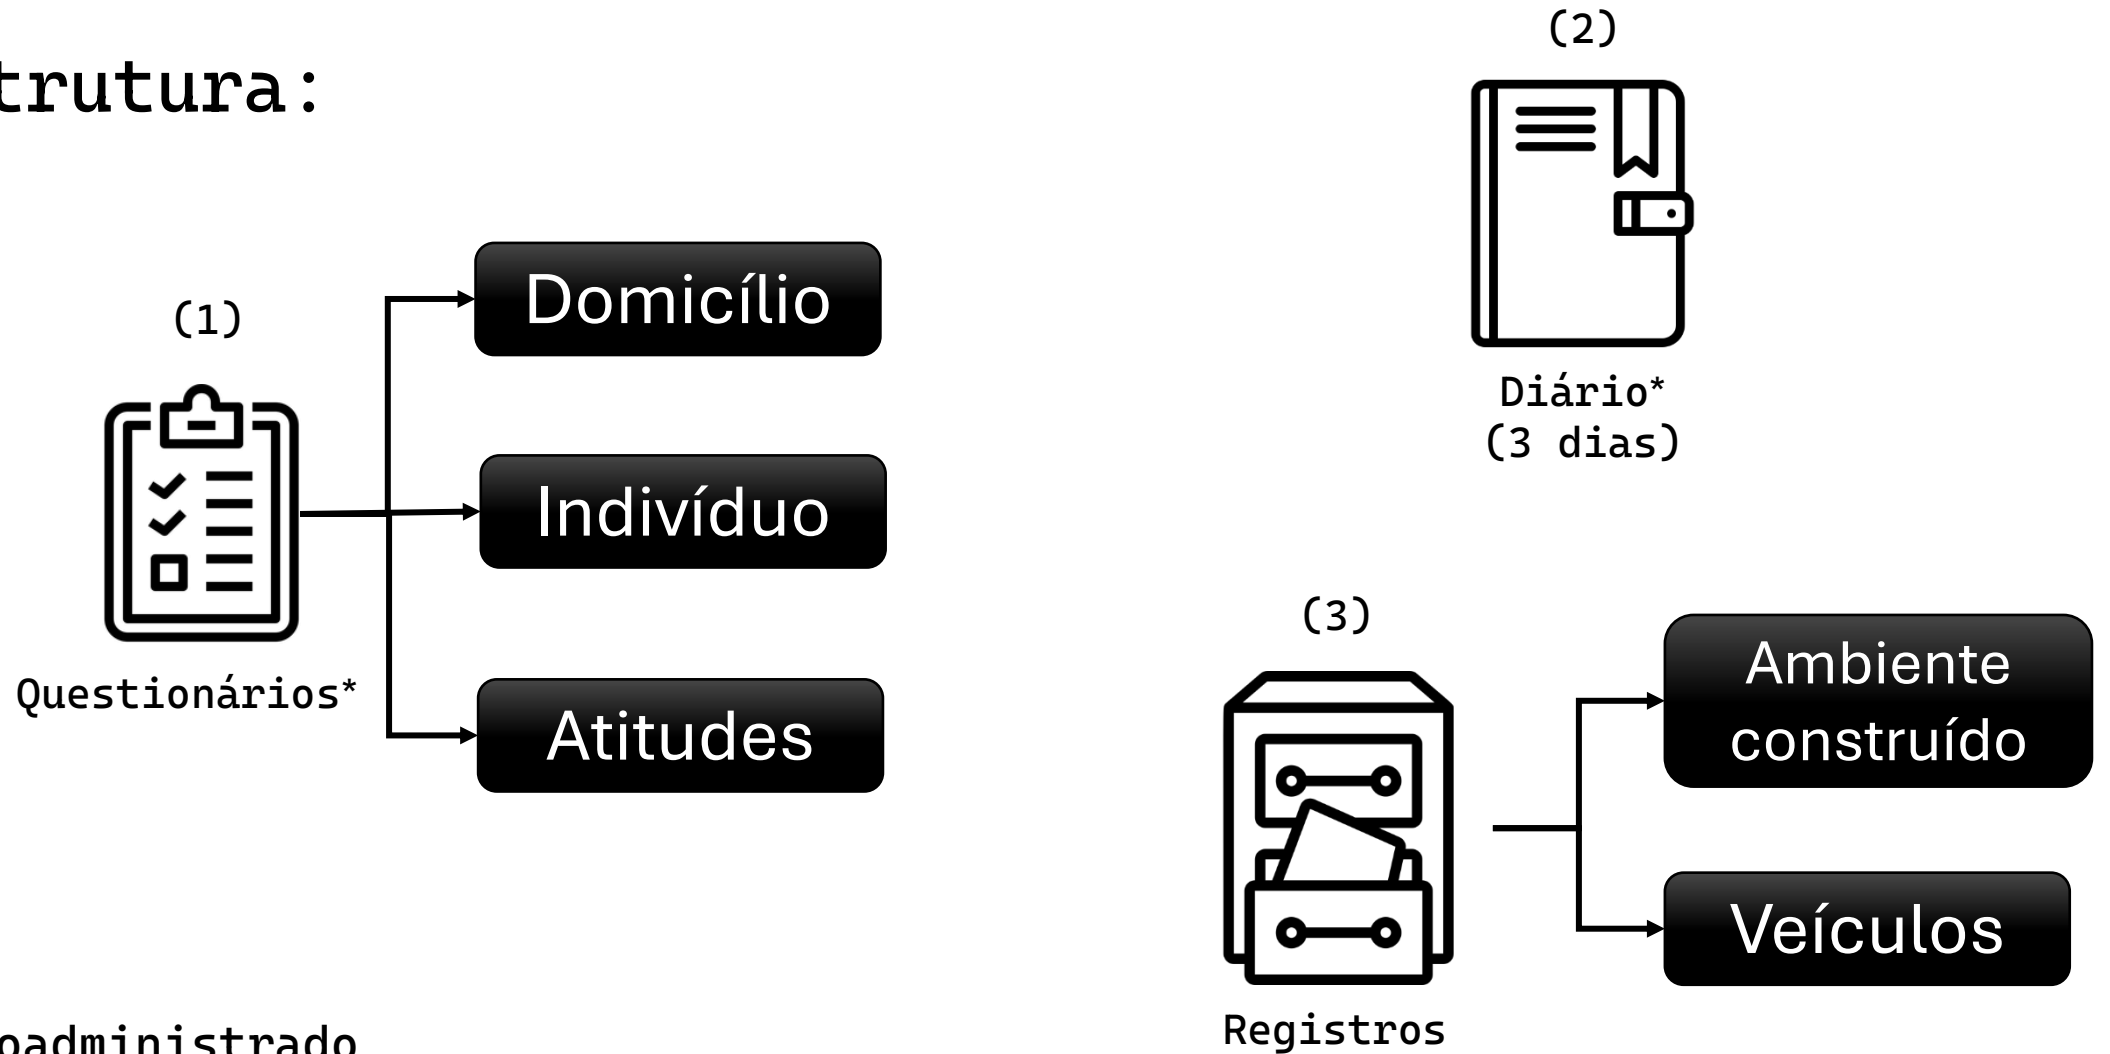 trutura:
(1)
Questionários*
Domicílio
Indivíduo
Atitudes
(2)
Diário*
(3 dias)
(3)
Registros
Ambiente
construído
Veículos
oadministrado